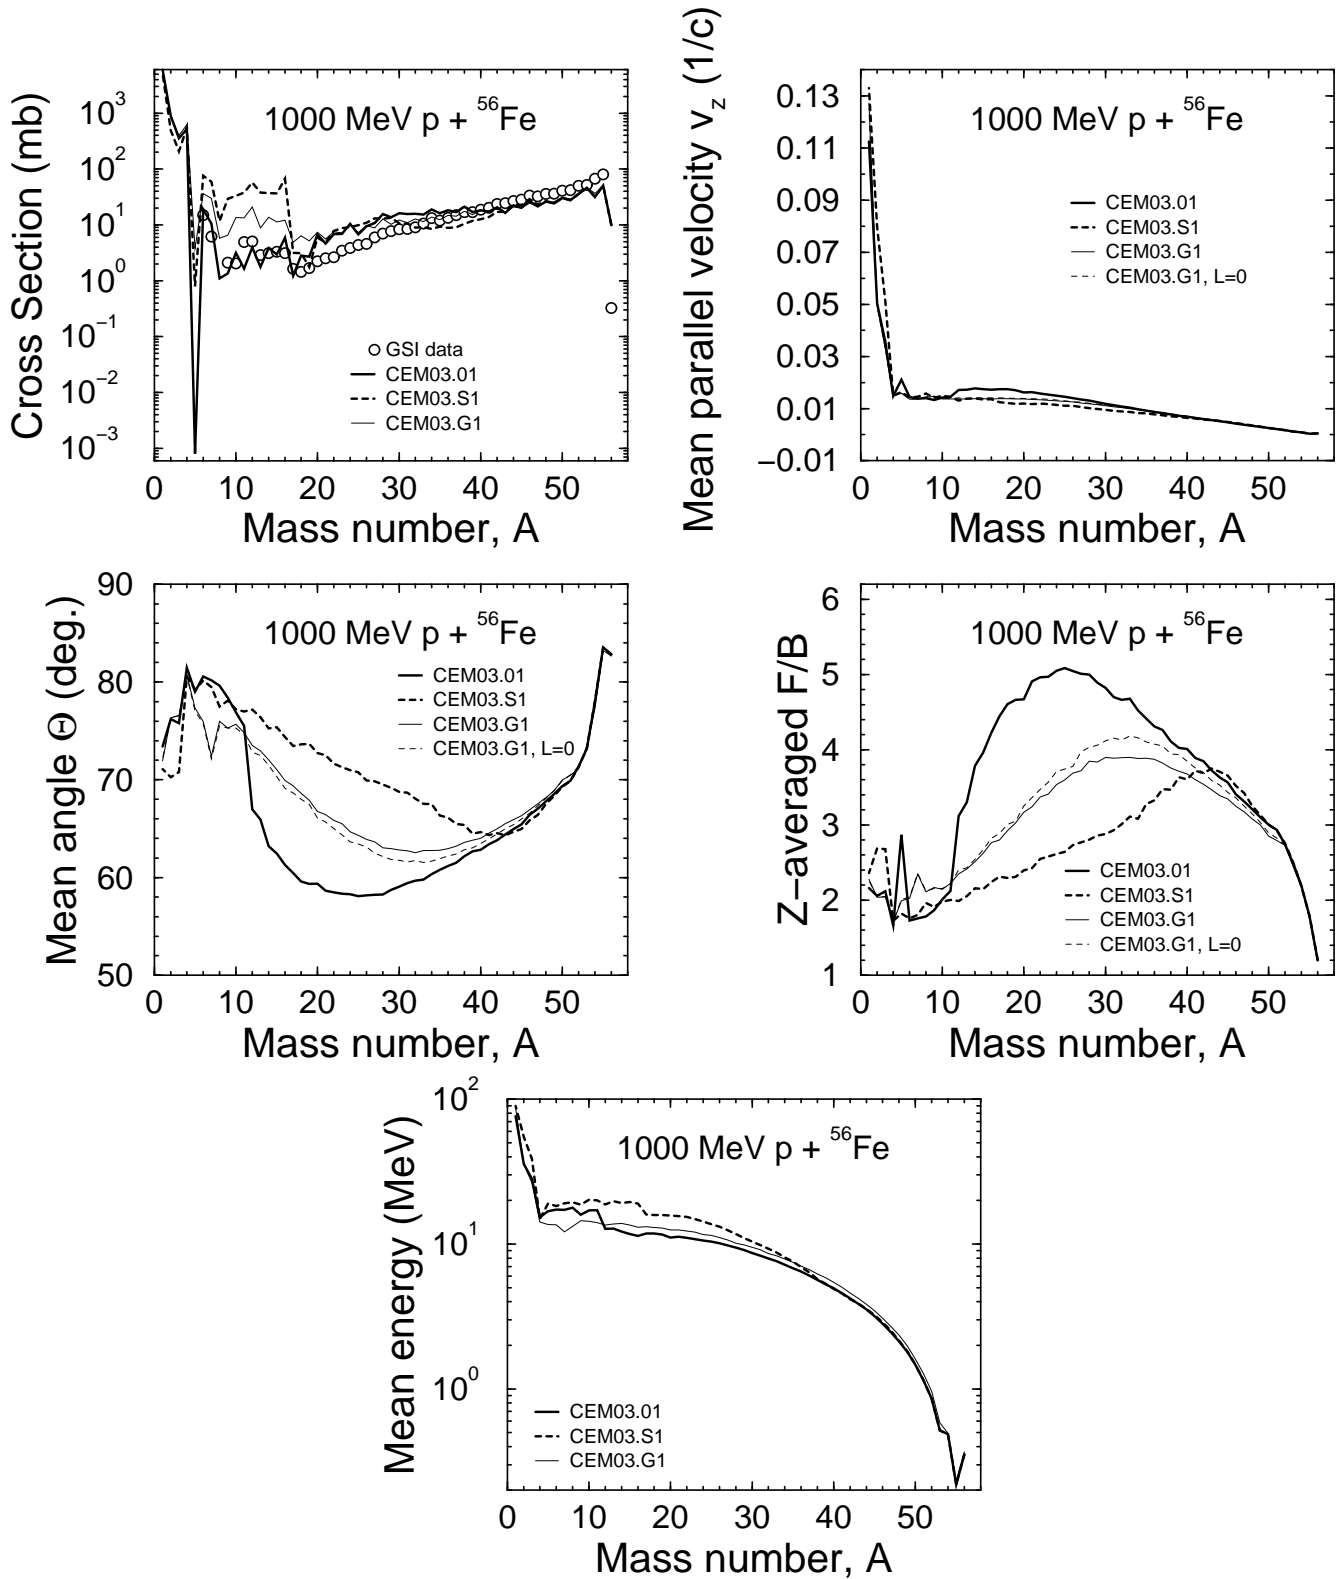 Cross Section (mb)
10³
10²
10¹
10⁰
10⁻¹
10⁻²
10⁻³
1000 MeV p + ⁵⁶Fe
GSI data
CEM03.01
CEM03.S1
CEM03.G1
0 10 20 30 40 50
Mass number, A
Mean parallel velocity v_z (1/c)
0.13
0.11
0.09
0.07
0.05
0.03
0.01
−0.01
1000 MeV p + ⁵⁶Fe
CEM03.01
CEM03.S1
CEM03.G1
CEM03.G1, L=0
0 10 20 30 40 50
Mass number, A
Mean angle Θ (deg.)
90
80
70
60
50
1000 MeV p + ⁵⁶Fe
CEM03.01
CEM03.S1
CEM03.G1
CEM03.G1, L=0
0 10 20 30 40 50
Mass number, A
Z−averaged F/B
6
5
4
3
2
1
1000 MeV p + ⁵⁶Fe
CEM03.01
CEM03.S1
CEM03.G1
CEM03.G1, L=0
0 10 20 30 40 50
Mass number, A
Mean energy (MeV)
10²
10¹
10⁰
1000 MeV p + ⁵⁶Fe
CEM03.01
CEM03.S1
CEM03.G1
0 10 20 30 40 50
Mass number, A